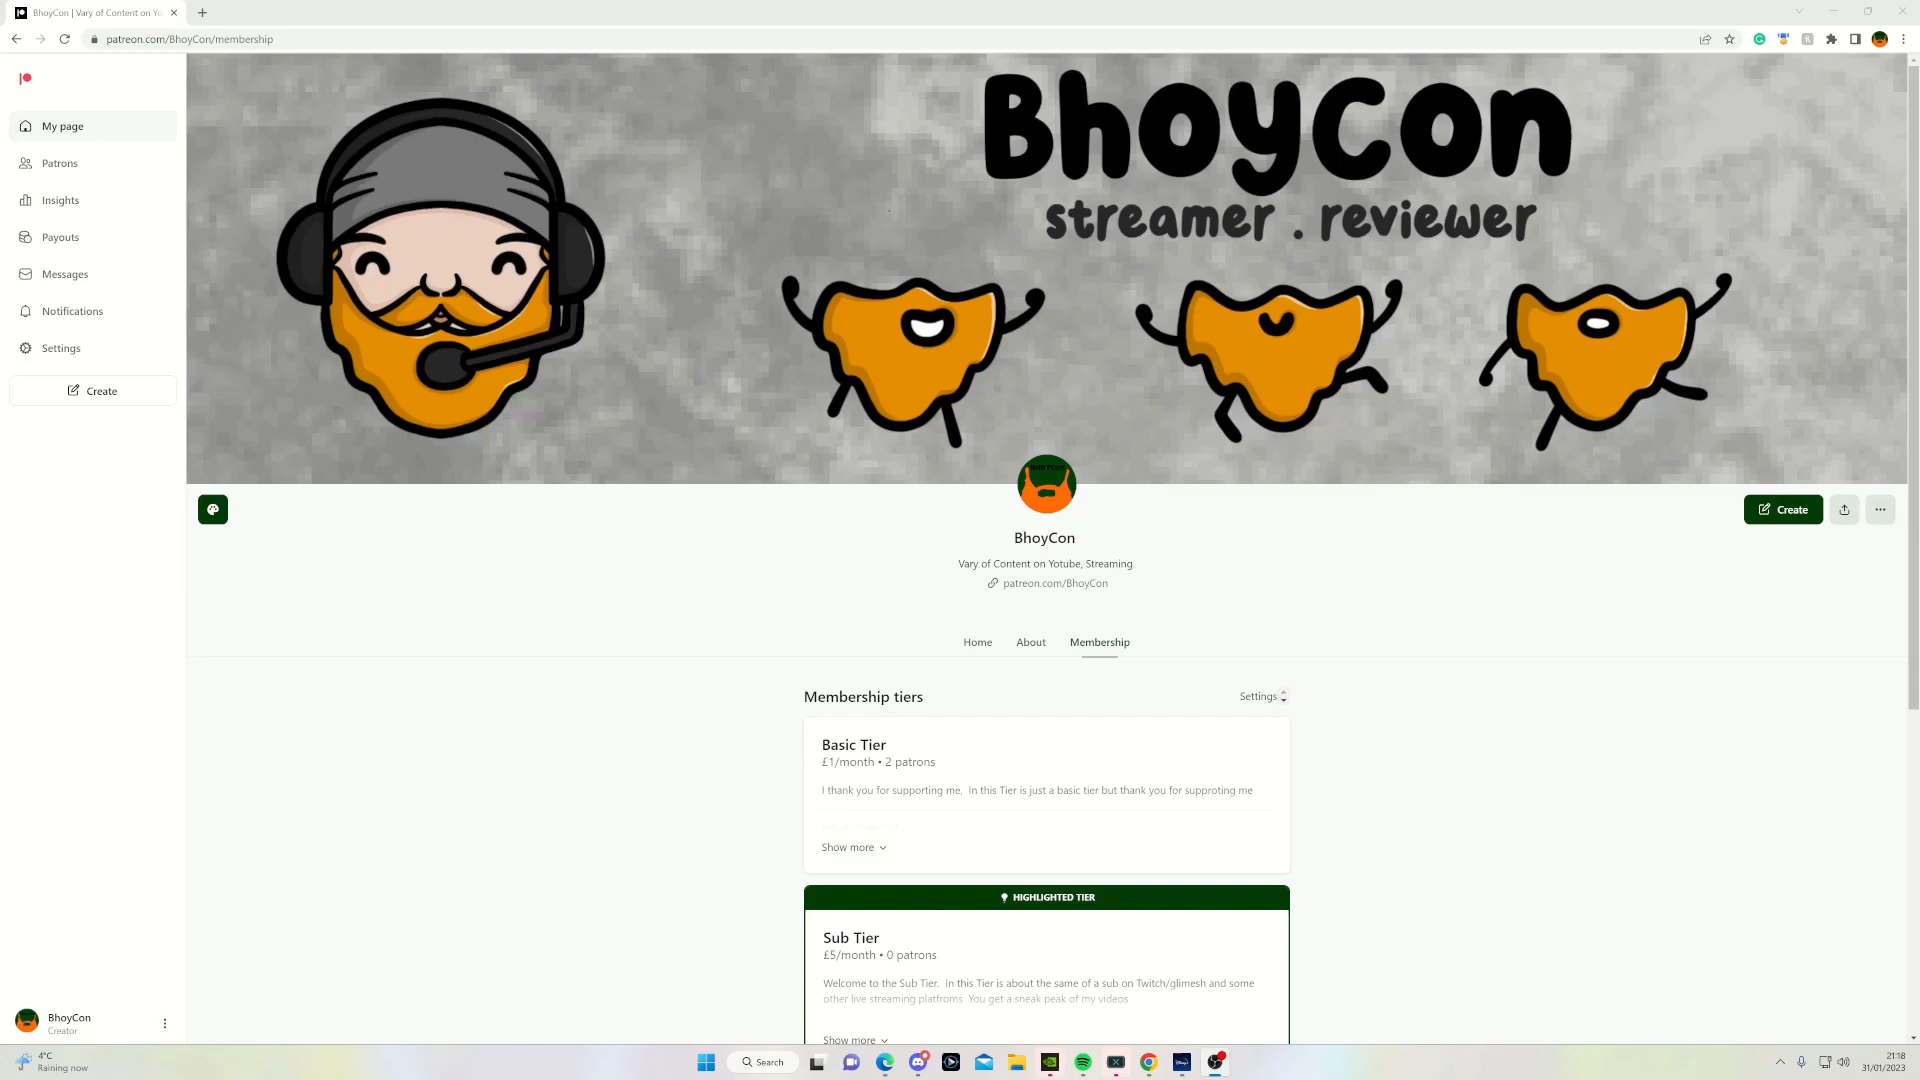 BhoyCon | Vary of Content on Yo
patreon.com/BhoyCon/membership
My page
Patrons
Insights
Payouts
Messages
Notifications
Settings
Create
BhoyCon
streamer . reviewer
BHOYCON
Create
BhoyCon
Vary of Content on Yotube, Streaming.
patreon.com/BhoyCon
Home About Membership
Membership tiers
Settings
Basic Tier
£1/month • 2 patrons
I thank you for supporting me,  In this Tier is just a basic tier but thank you for supproting me
Show more
HIGHLIGHTED TIER
Sub Tier
£5/month • 0 patrons
Welcome to the Sub Tier.  In this Tier is about the same of a sub on Twitch/glimesh and some
other live streaming platfroms  You get a sneak peak of my videos
Show more
BhoyCon
Creator
4°C
Raining now
Search
21:18
31/01/2023